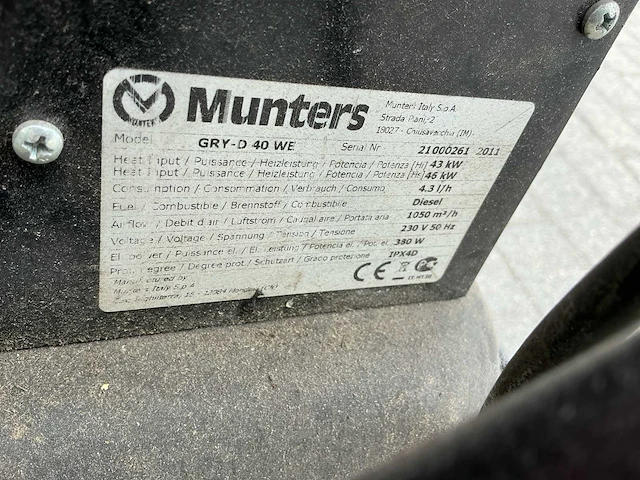 Munters
MUNTERS
Munters Italy S.p.A.
Strada Piani, 2
18027 - Chiusavecchia (IM)
Model GRY-D 40 WE Serial Nr 21000261 2011
Heat Input / Puissance / Heizleistung / Potencia / Potenza [Hi] 43 kW
Heat Input / Puissance / Heizleistung / Potencia / Potenza [Hs] 46 kW
Consumption / Consommation / Verbrauch / Consumo 4.3 l/h
Fuel / Combustible / Brennstoff / Combustible Diesel
Airflow / Debit d'air / Luftstrom / Caudal aire / Portata aria 1050 m³/h
Voltage / Voltage / Spannung / Tension / Tensione 230 V 50 Hz
El. power / Puissance el. / El. Leistung / Potencia el. / Pot. el. 380 W
Prot. degree / Degree prot. / Schutzart / Grado protezione IPX4D
Manufactured by
Munters Italy S.p.A.
CE